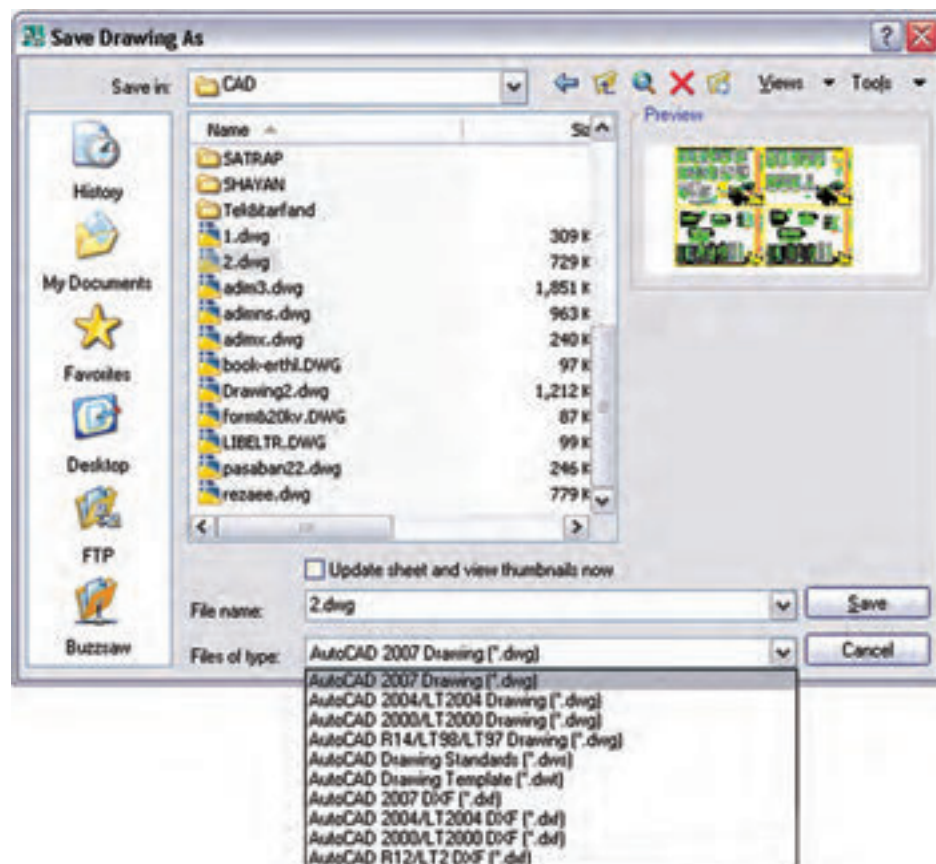 Save Drawing As
Save in: CAD
Views Tools
Name Siz
Preview
SATRAP
SHAYAN
Tek&tarfand
1.dwg 309 K
2.dwg 729 K
adim3.dwg 1,851 K
adimns.dwg 963 K
adimx.dwg 240 K
book-erthl.DWG 97 K
Drawing2.dwg 1,212 K
form&20kv.DWG 87 K
LIBELTR.DWG 99 K
pasaban22.dwg 246 K
rezaee.dwg 779 K
History
My Documents
Favorites
Desktop
FTP
Buzzsaw
Update sheet and view thumbnails now
File name: 2.dwg Save
Files of type: AutoCAD 2007 Drawing (*.dwg) Cancel
AutoCAD 2007 Drawing (*.dwg)
AutoCAD 2004/LT2004 Drawing (*.dwg)
AutoCAD 2000/LT2000 Drawing (*.dwg)
AutoCAD R14/LT98/LT97 Drawing (*.dwg)
AutoCAD Drawing Standards (*.dws)
AutoCAD Drawing Template (*.dwt)
AutoCAD 2007 DXF (*.dxf)
AutoCAD 2004/LT2004 DXF (*.dxf)
AutoCAD 2000/LT2000 DXF (*.dxf)
AutoCAD R12/LT2 DXF (*.dxf)